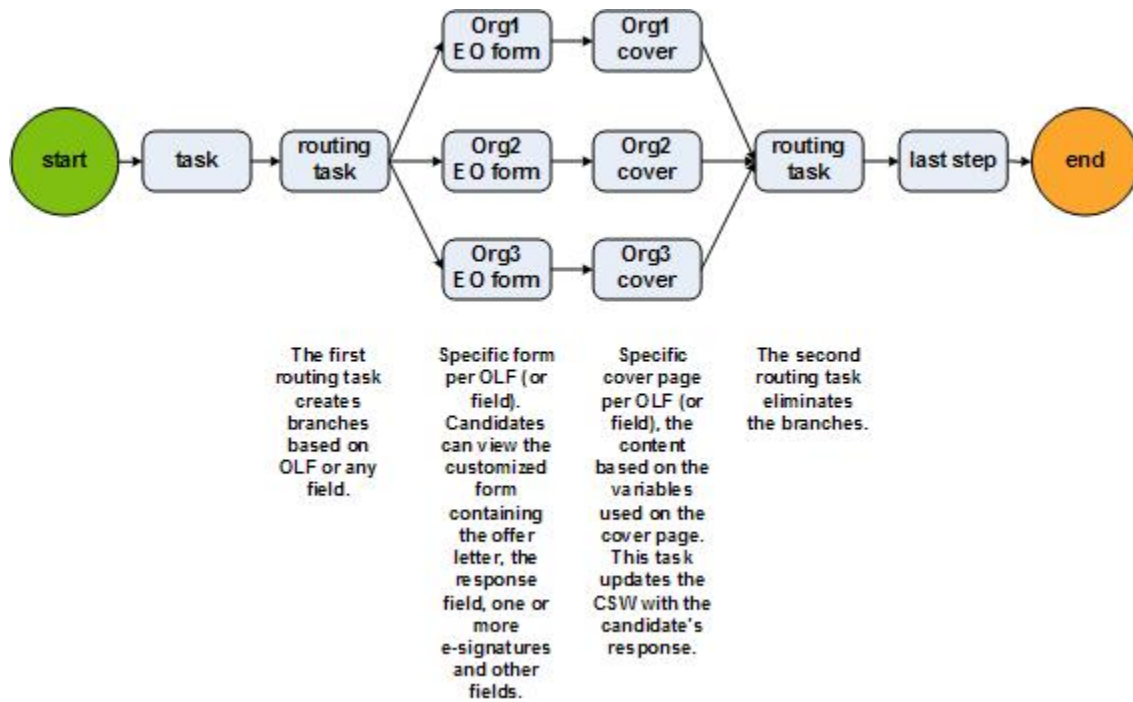 Org1
EO form
Org1
cover
start
task
routing
task
Org2
EO form
Org2
cover
routing
task
last step
end
Org3
EO form
Org3
cover
The first
routing task
creates
branches
based on
OLF or any
field.
Specific form
per OLF (or
field).
Candidates
can view the
customized
form
containing
the offer
letter, the
response
field, one or
more
e-signatures
and other
fields.
Specific
cover page
per OLF (or
field), the
content
based on the
variables
used on the
cover page.
This task
updates the
CSW with the
candidate's
response.
The second
routing task
eliminates
the branches.